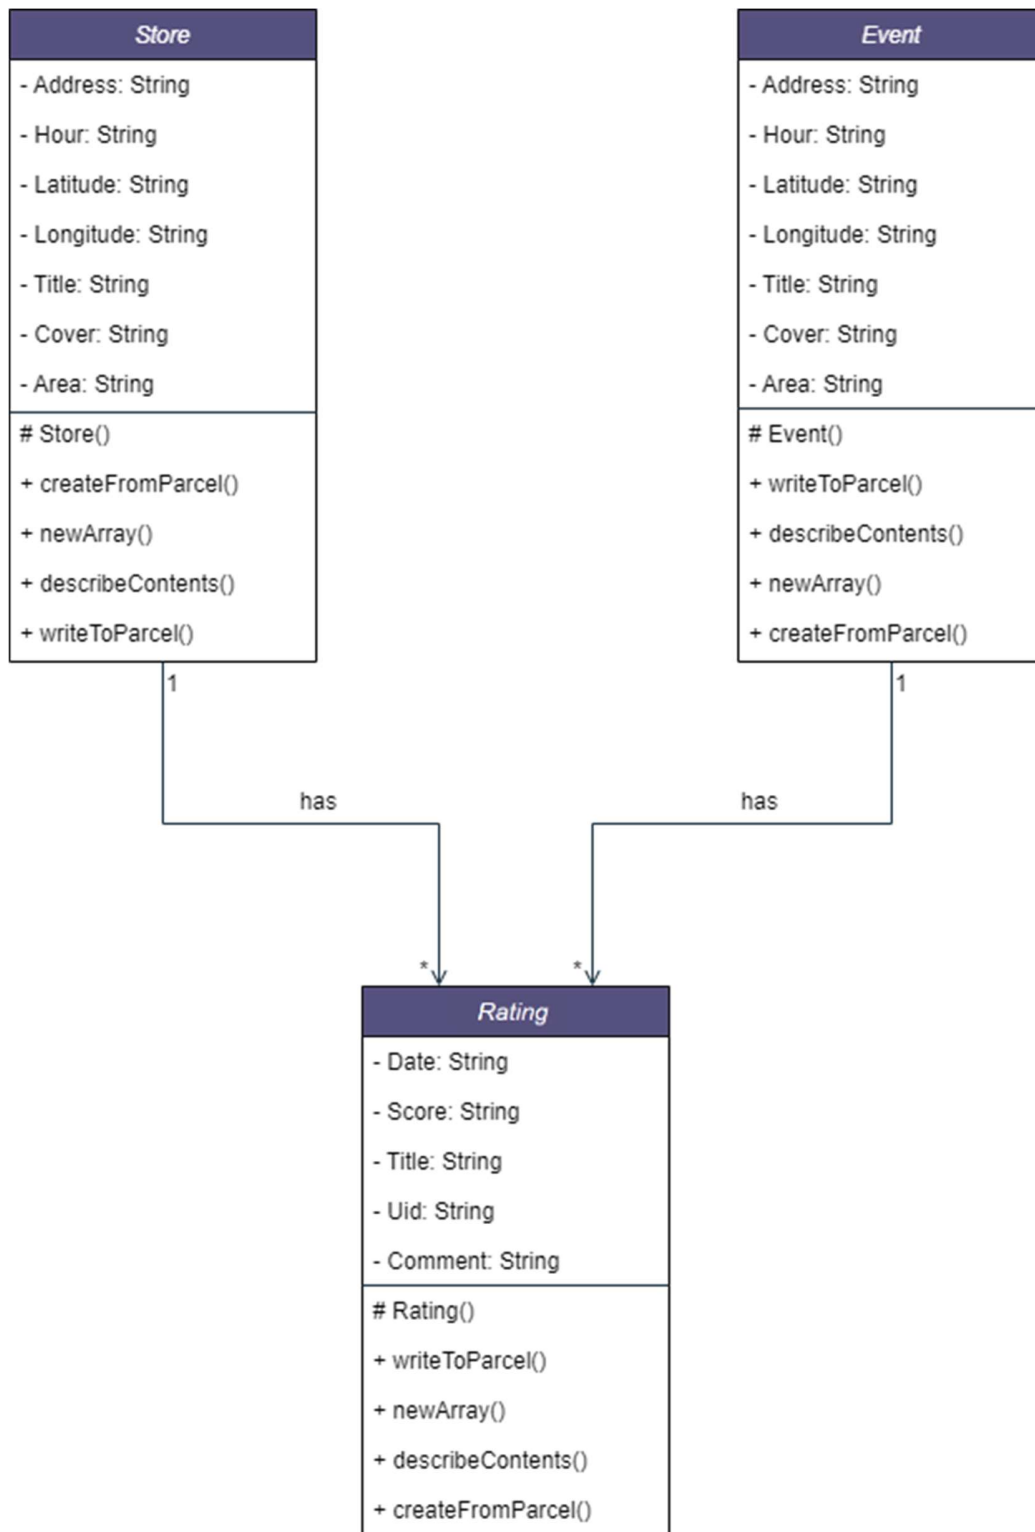 Store
- Address: String
- Hour: String
- Latitude: String
- Longitude: String
- Title: String
- Cover: String
- Area: String
# Store()
+ createFromParcel()
+ newArray()
+ describeContents()
+ writeToParcel()
1
has
*
Event
- Address: String
- Hour: String
- Latitude: String
- Longitude: String
- Title: String
- Cover: String
- Area: String
# Event()
+ writeToParcel()
+ describeContents()
+ newArray()
+ createFromParcel()
1
has
*
Rating
- Date: String
- Score: String
- Title: String
- Uid: String
- Comment: String
# Rating()
+ writeToParcel()
+ newArray()
+ describeContents()
+ createFromParcel()